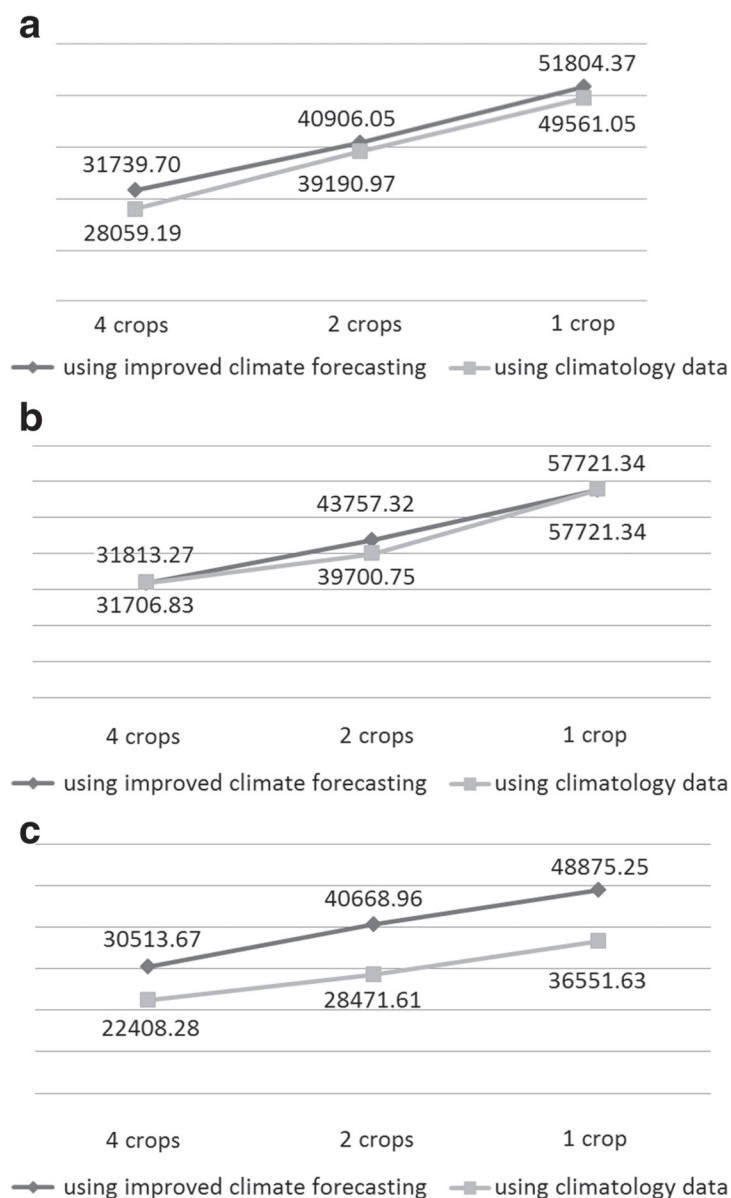 a
51804.37
40906.05
49561.05
31739.70
39190.97
28059.19
4 crops 2 crops 1 crop
using improved climate forecasting using climatology data
b
57721.34
43757.32
57721.34
31813.27
39700.75
31706.83
4 crops 2 crops 1 crop
using improved climate forecasting using climatology data
c
48875.25
40668.96
30513.67
36551.63
28471.61
22408.28
4 crops 2 crops 1 crop
using improved climate forecasting using climatology data